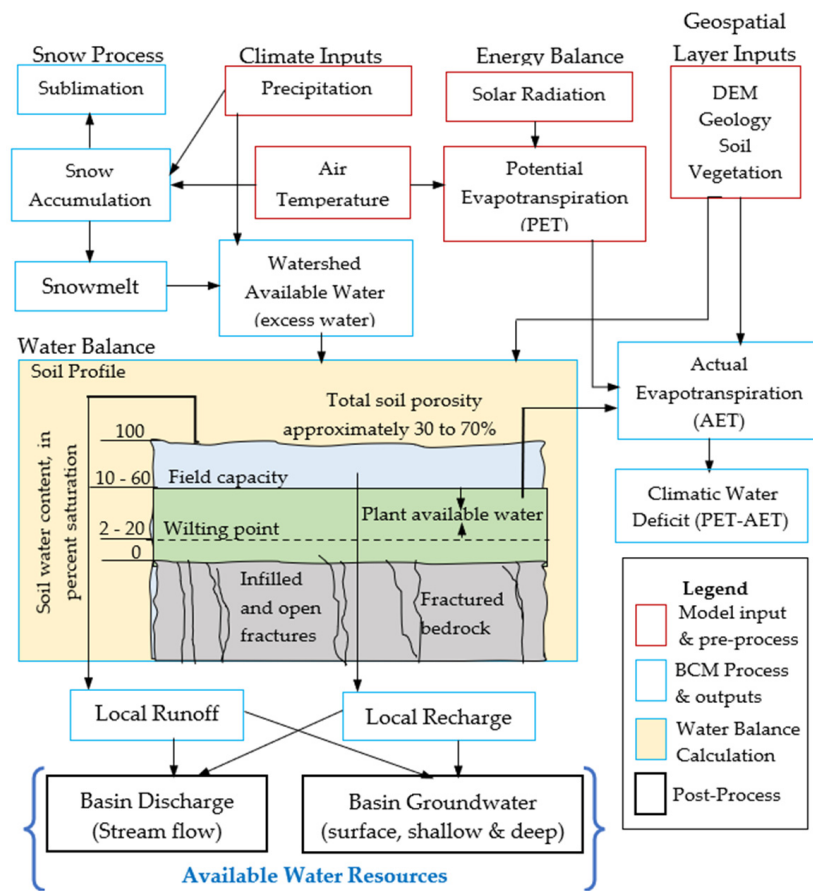 Snow Process
Climate Inputs
Energy Balance
Geospatial
Layer Inputs
Sublimation
Precipitation
Solar Radiation
DEM
Geology
Soil
Vegetation
Snow
Accumulation
Air
Temperature
Potential
Evapotranspiration
(PET)
Snowmelt
Watershed
Available Water
(excess water)
Water Balance
Soil Profile
Total soil porosity
approximately 30 to 70%
Actual
Evapotranspiration
(AET)
Soil water content, in
percent saturation
100
Field capacity
10 - 60
Plant available water
Wilting point
2 - 20
0
Climatic Water
Deficit (PET-AET)
Infilled
and open
fractures
Fractured
bedrock
Legend
Model input
& pre-process
BCM Process
& outputs
Water Balance
Calculation
Post-Process
Local Runoff
Local Recharge
Basin Discharge
(Stream flow)
Basin Groundwater
(surface, shallow & deep)
Available Water Resources